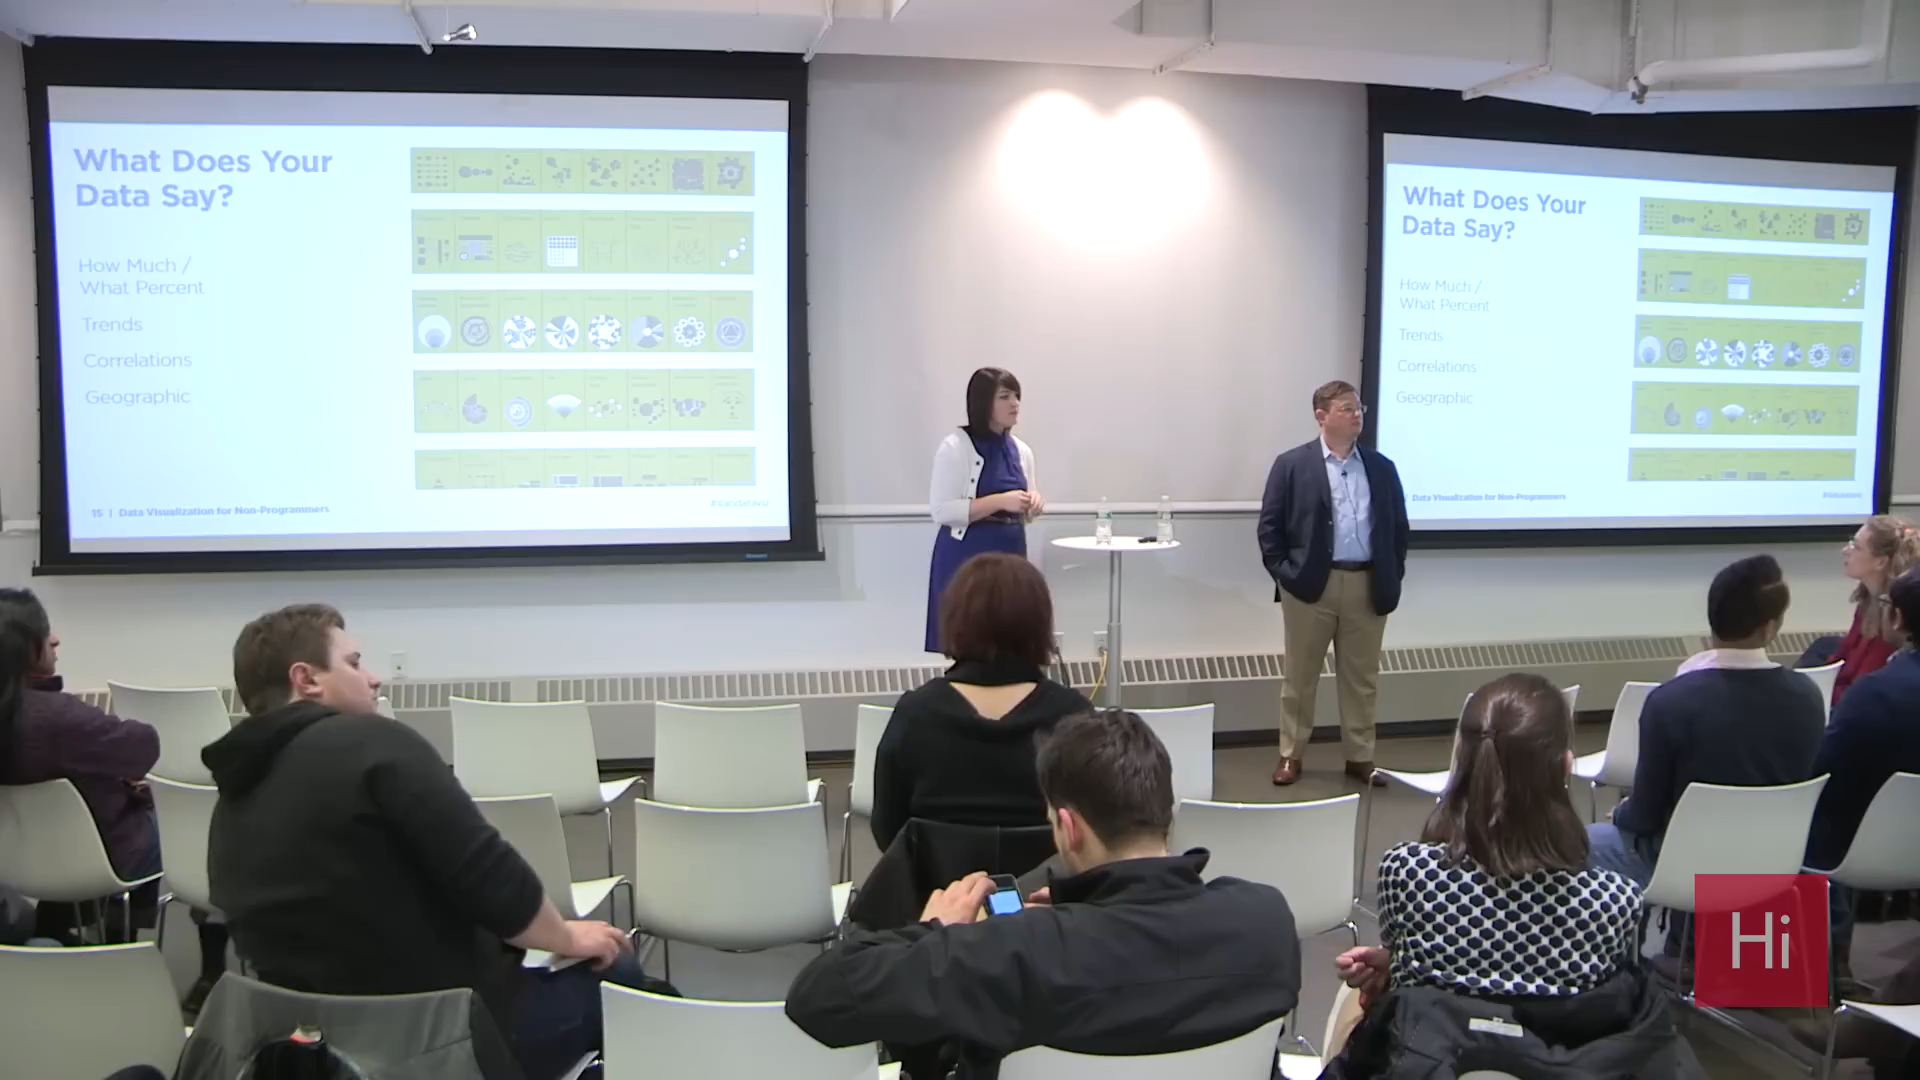 What Does Your
Data Say?
How Much /
What Percent
Trends
Correlations
Geographic
15 | Data Visualization for Non-Programmers
What Does Your
Data Say?
How Much /
What Percent
Trends
Correlations
Geographic
| Data Visualization for Non-Programmers
Hi